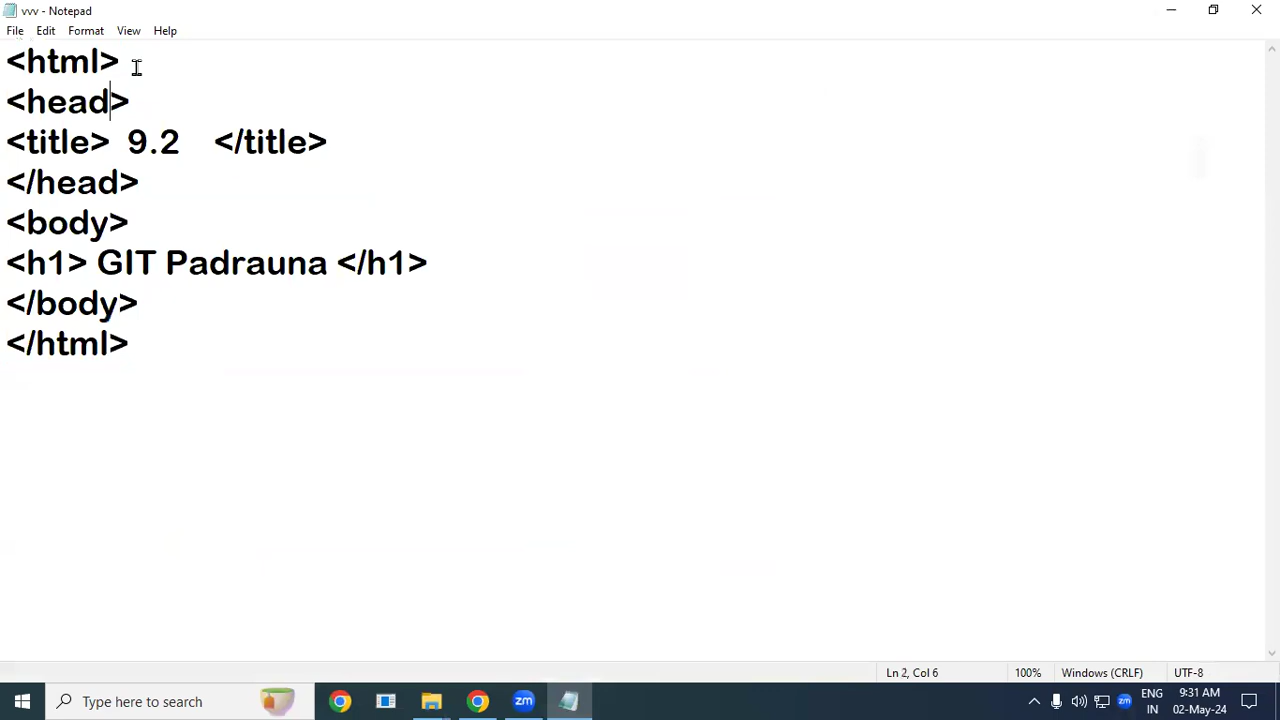 vvv - Notepad
File Edit Format View Help
<html>
<head>
<title> 9.2 </title>
</head>
<body>
<h1> GIT Padrauna </h1>
</body>
</html>
Ln 2, Col 6 100% Windows (CRLF) UTF-8
Type here to search zm zm ENG 9:31 AM
IN 02-May-24